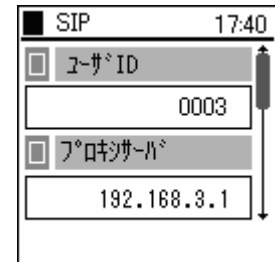 SIP 17:40
ﾕｰｻﾞID
0003
ﾌﾟﾛｷｼｻｰﾊﾞ
192.168.3.1